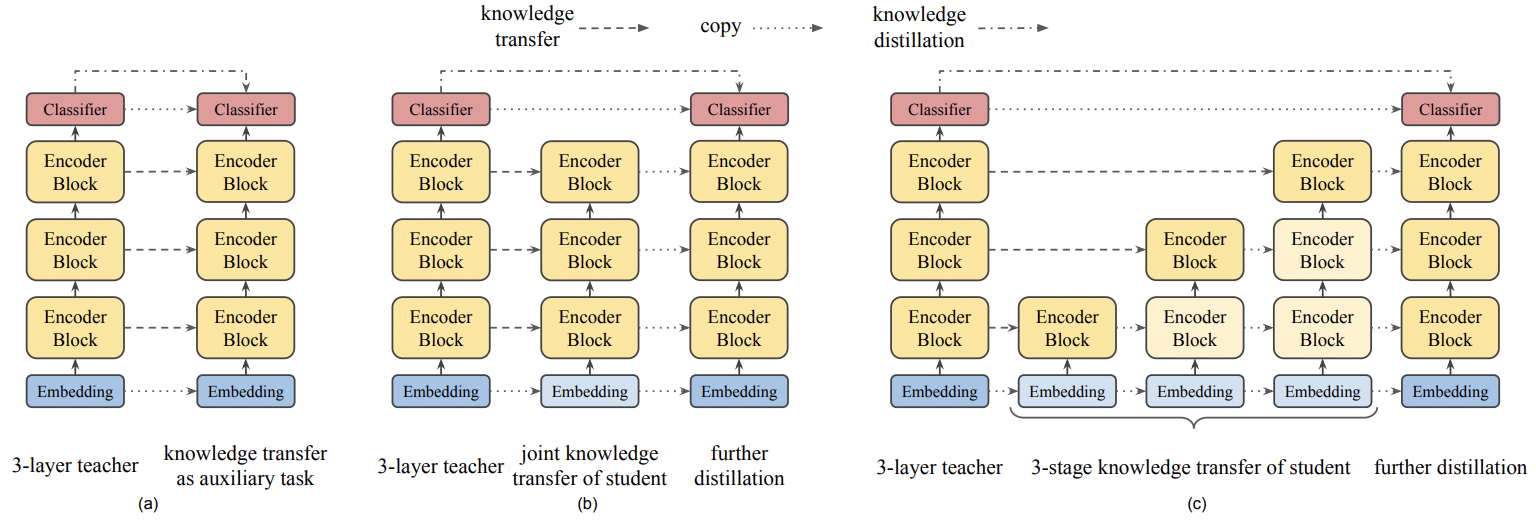 knowledge
transfer
copy
knowledge
distillation
Classifier
Classifier
Encoder
Block
Encoder
Block
Encoder
Block
Encoder
Block
Encoder
Block
Encoder
Block
Embedding
Embedding
3-layer teacher
knowledge transfer
as auxiliary task
(a)
Classifier
Classifier
Encoder
Block
Encoder
Block
Encoder
Block
Encoder
Block
Encoder
Block
Encoder
Block
Encoder
Block
Encoder
Block
Encoder
Block
Embedding
Embedding
Embedding
3-layer teacher
joint knowledge
transfer of student
further
distillation
(b)
Classifier
Classifier
Encoder
Block
Encoder
Block
Encoder
Block
Encoder
Block
Encoder
Block
Encoder
Block
Encoder
Block
Encoder
Block
Encoder
Block
Encoder
Block
Encoder
Block
Encoder
Block
Embedding
Embedding
Embedding
Embedding
Embedding
3-layer teacher
3-stage knowledge transfer of student
further distillation
(c)